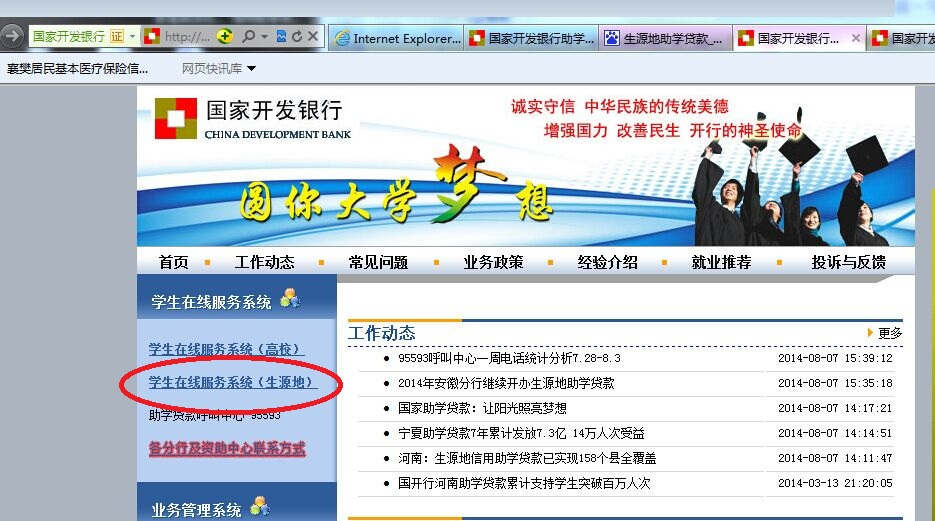 国家开发银行 证 http://...
Internet Explorer...
国家开发银行助学...
生源地助学贷款_...
国家开发银行...
国家开发
襄樊居民基本医疗保险信...
网页快讯库
国家开发银行
CHINA DEVELOPMENT BANK
诚实守信 中华民族的传统美德
增强国力 改善民生 开行的神圣使命
圆你大学梦想
首页 工作动态 常见问题 业务政策 经验介绍 就业推荐 投诉与反馈
学生在线服务系统
学生在线服务系统（高校）
学生在线服务系统（生源地）
助学贷款呼叫中心 95593
各分行及资助中心联系方式
业务管理系统
工作动态 更多
95593呼叫中心一周电话统计分析7.28-8.3 2014-08-07 15:39:12
2014年安徽分行继续开办生源地助学贷款 2014-08-07 15:35:18
国家助学贷款：让阳光照亮梦想 2014-08-07 14:17:21
宁夏助学贷款7年累计发放7.3亿 14万人次受益 2014-08-07 14:14:51
河南：生源地信用助学贷款已实现158个县全覆盖 2014-08-07 14:11:47
国开行河南助学贷款累计支持学生突破百万人次 2014-03-13 21:20:05